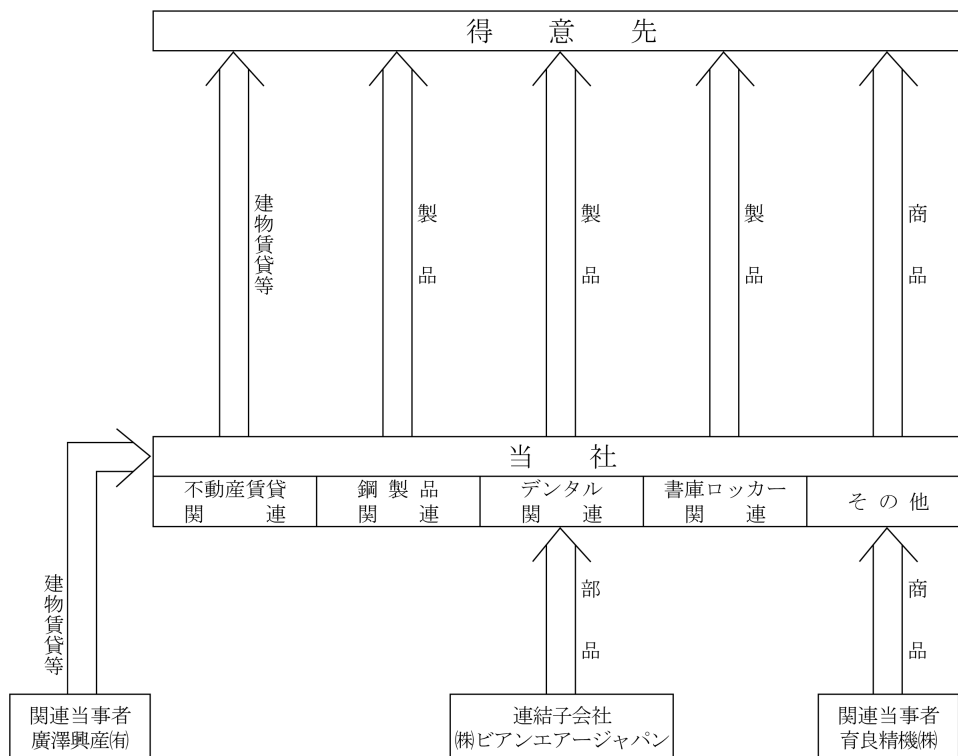 得意先
建物賃貸等
製品
製品
製品
商品
当社
不動産賃貸
関連
鋼製品
関連
デンタル
関連
書庫ロッカー
関連
その他
建物賃貸等
部品
商品
関連当事者
廣澤興産㈲
連結子会社
㈱ビアンエアージャパン
関連当事者
育良精機㈱